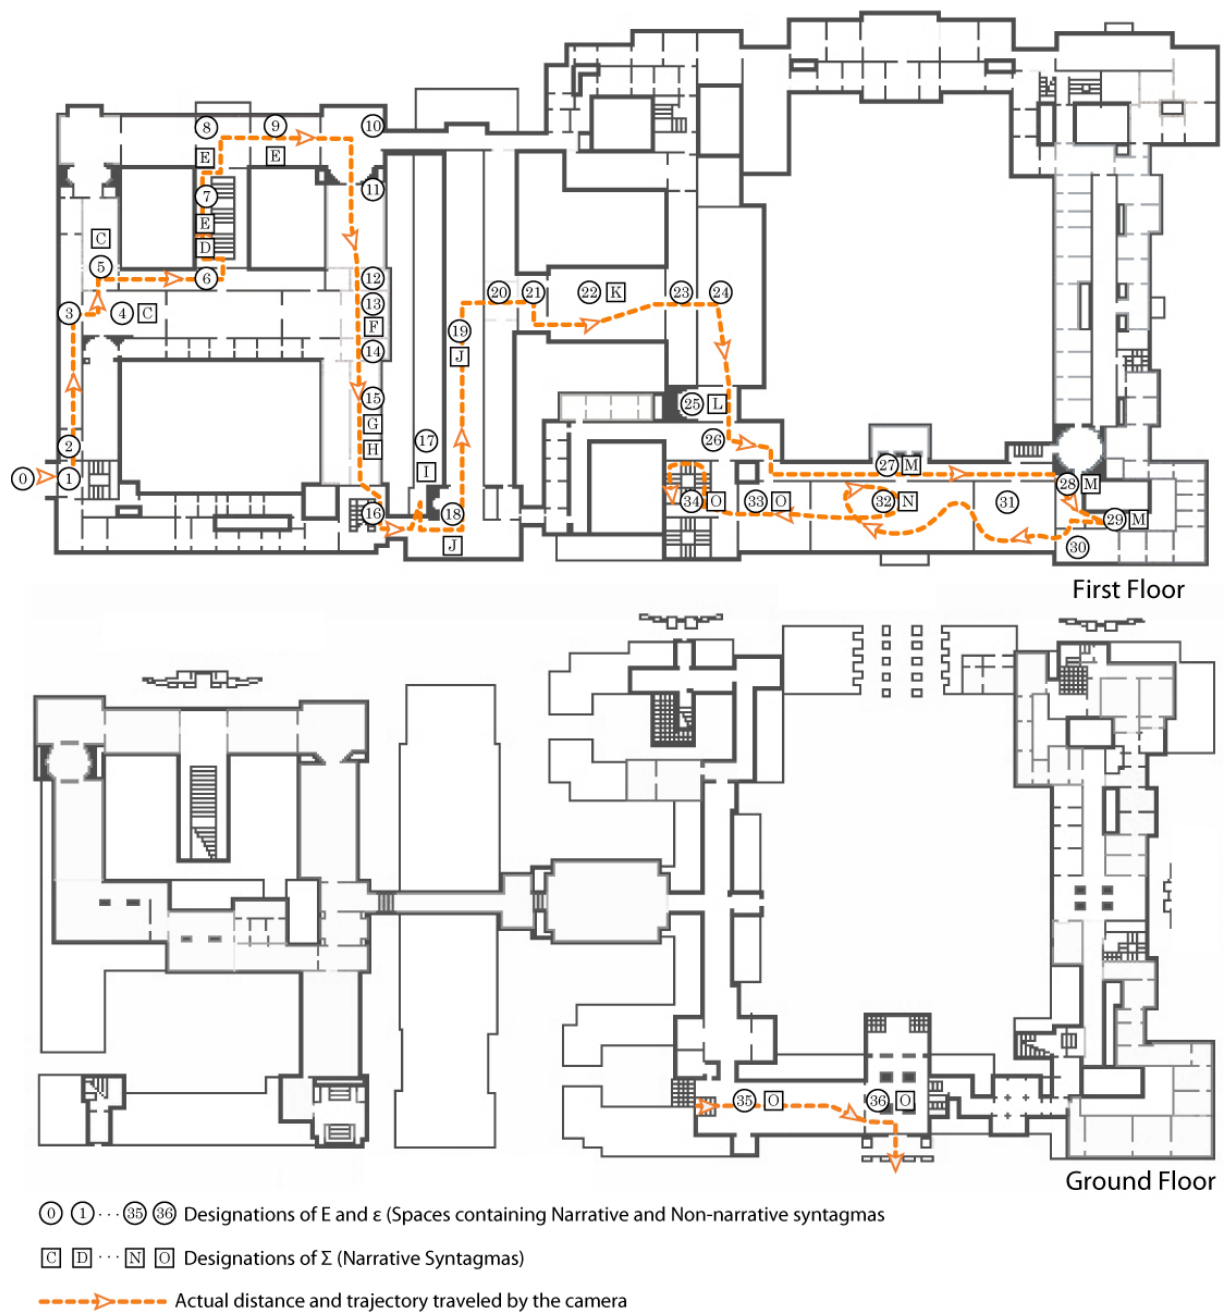 8 9 10
E E
7 11
E
C D
5 6 12
3 4 C 13
F
14
20 21 22 K 23 24
19
J
15
G
H
17
I
25 L
2 26
0 1 27 M
28 M
16 18 34 O 33 O 32 N 31
29 M
J 30
First Floor
35 O 36 O
Ground Floor
0 1 ··· 35 36 Designations of E and ε (Spaces containing Narrative and Non-narrative syntagmas
C D ··· N O Designations of Σ (Narrative Syntagmas)
Actual distance and trajectory traveled by the camera